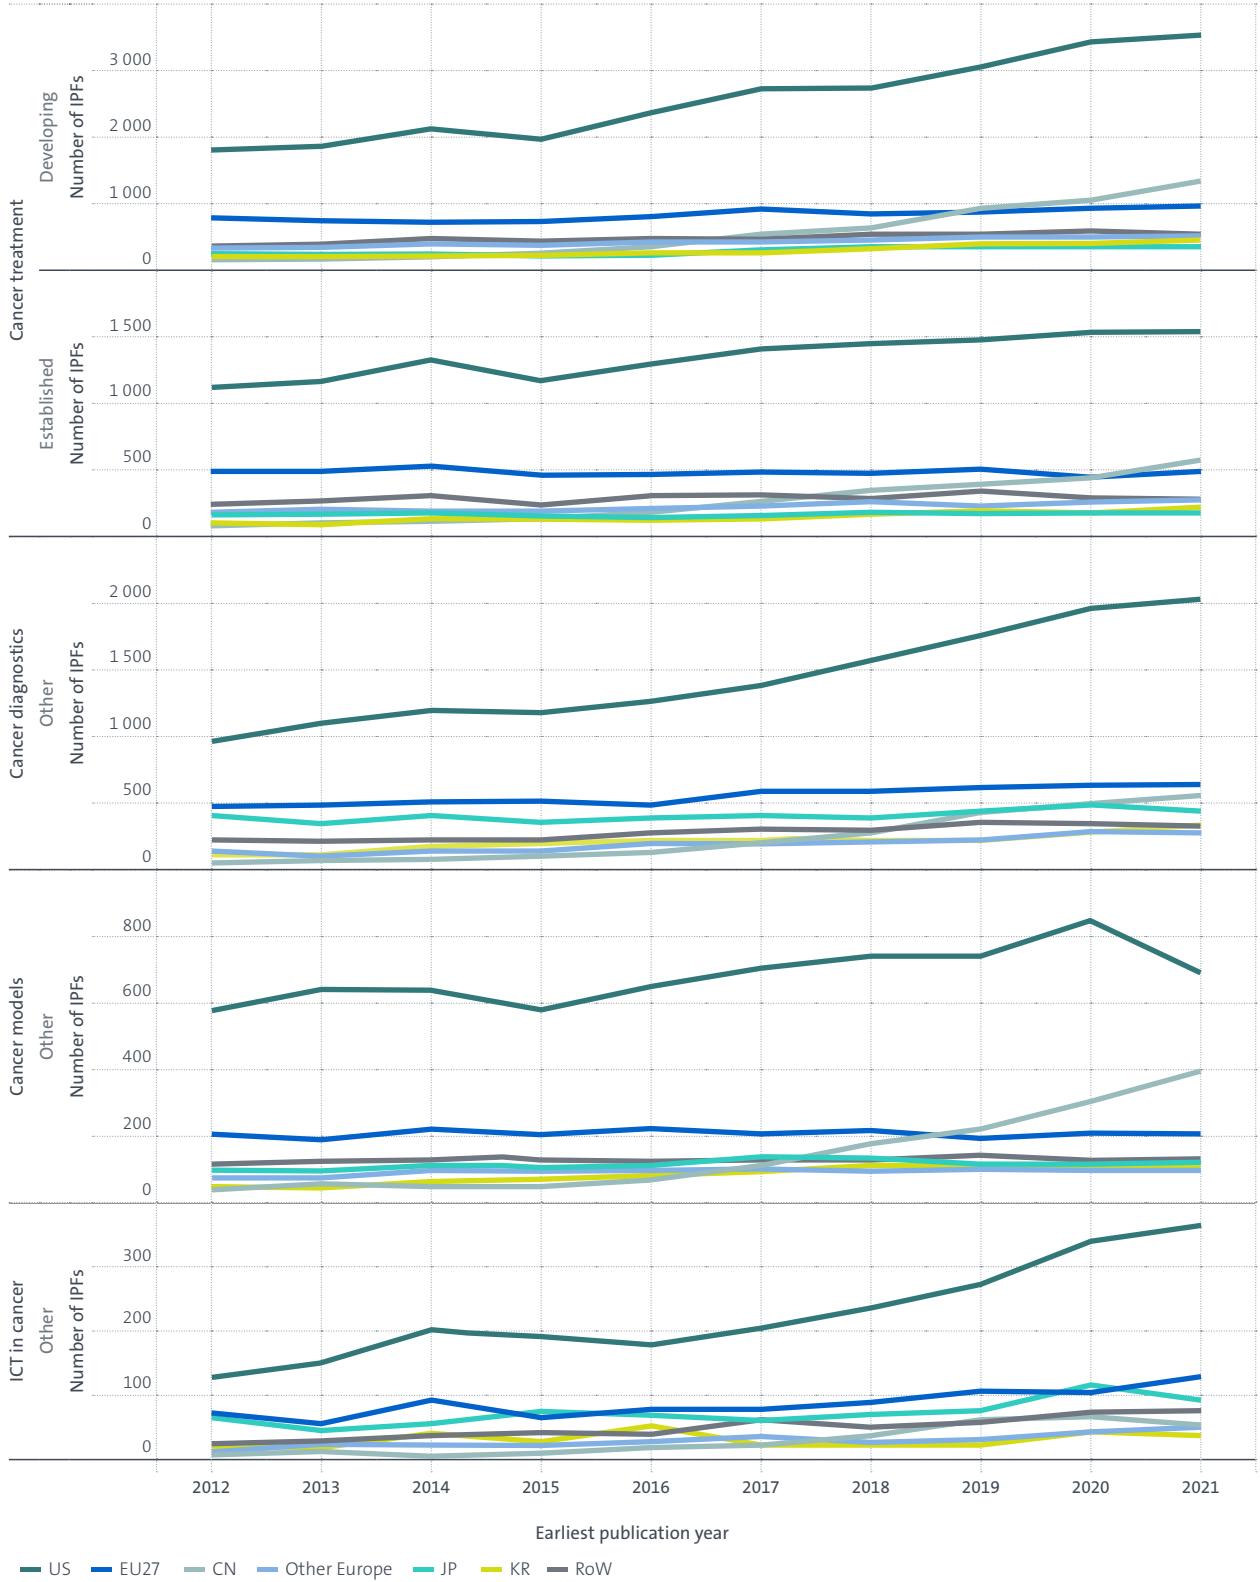 Cancer treatment
Developing
Number of IPFs
3 000
2 000
1 000
0
Established
Number of IPFs
1 500
1 000
500
0
Cancer diagnostics
Other
Number of IPFs
2 000
1 500
1 000
500
0
Cancer models
Other
Number of IPFs
800
600
400
200
0
ICT in cancer
Other
Number of IPFs
300
200
100
0
2012 2013 2014 2015 2016 2017 2018 2019 2020 2021
Earliest publication year
US EU27 CN Other Europe JP KR RoW